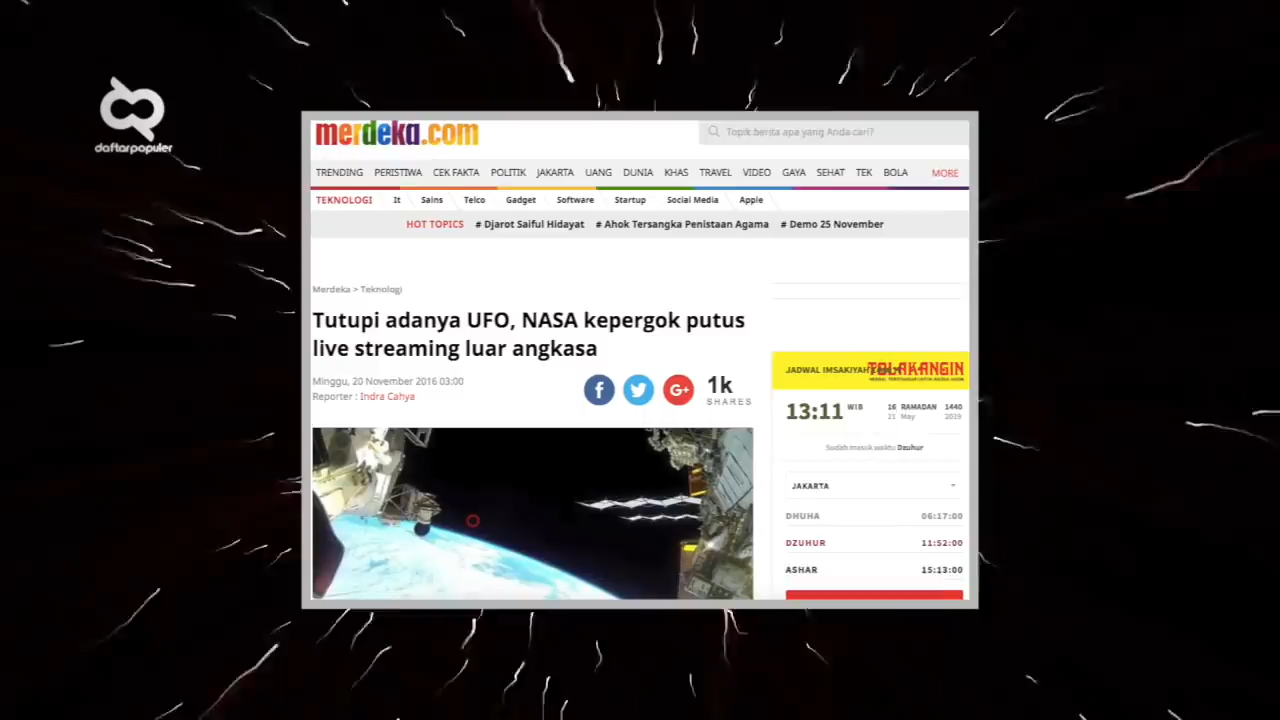 daftarpopuler
merdeka.com
Topik berita apa yang Anda cari?
TRENDING PERISTIWA CEK FAKTA POLITIK JAKARTA UANG DUNIA KHAS TRAVEL VIDEO GAYA SEHAT TEK BOLA MORE
TEKNOLOGI It Sains Telco Gadget Software Startup Social Media Apple
HOT TOPICS # Djarot Saiful Hidayat # Ahok Tersangka Penistaan Agama # Demo 25 November
Merdeka > Teknologi
Tutupi adanya UFO, NASA kepergok putus
live streaming luar angkasa
Minggu, 20 November 2016 03:00
Reporter : Indra Cahya
1k
SHARES
JADWAL IMSAKIYAH
TOLAKANGIN
13:11 WIB 16 RAMADAN 1440
21 May 2019
Sudah masuk waktu Dzuhur
JAKARTA
DHUHA 06:17:00
DZUHUR 11:52:00
ASHAR 15:13:00